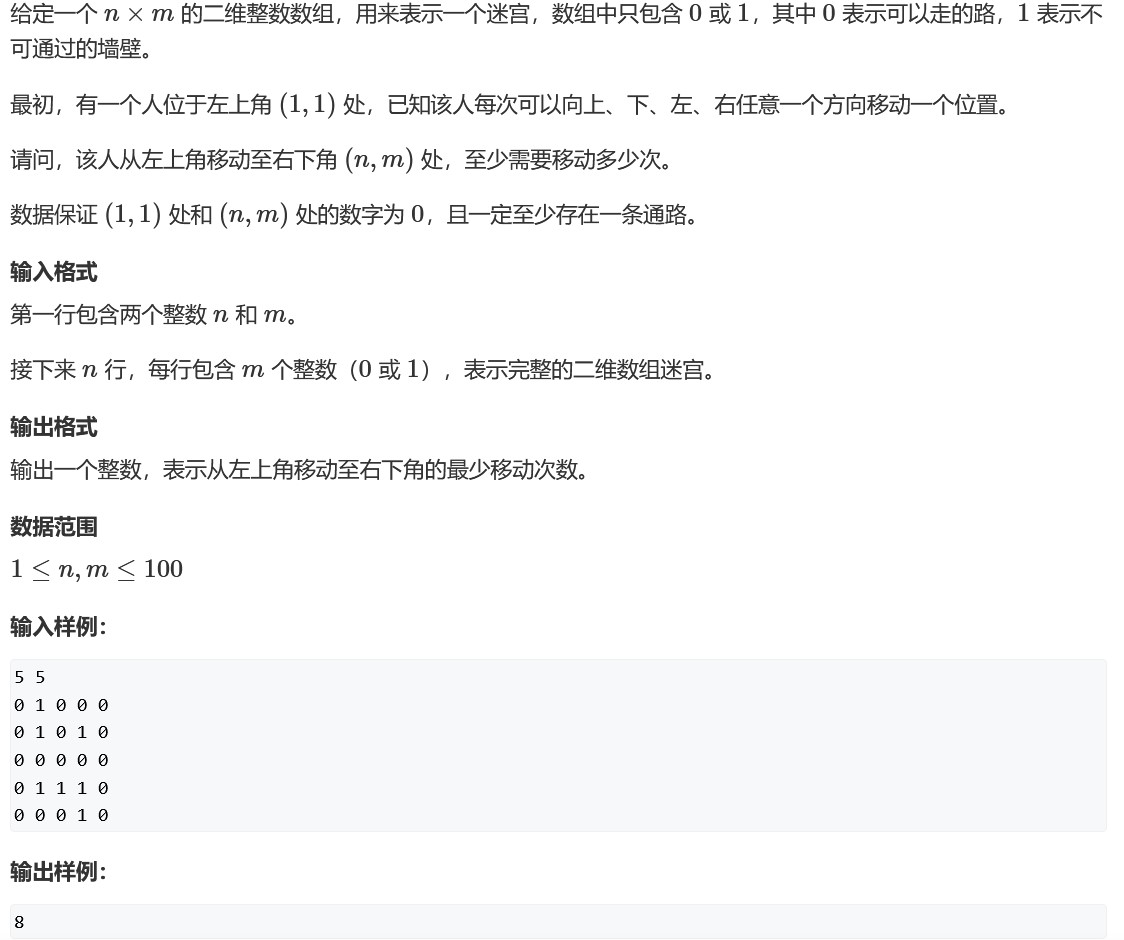 给定一个 n × m 的二维整数数组，用来表示一个迷宫，数组中只包含 0 或 1，其中 0 表示可以走的路，1 表示不
可通过的墙壁。
最初，有一个人位于左上角 (1, 1) 处，已知该人每次可以向上、下、左、右任意一个方向移动一个位置。
请问，该人从左上角移动至右下角 (n, m) 处，至少需要移动多少次。
数据保证 (1, 1) 处和 (n, m) 处的数字为 0，且一定至少存在一条通路。
输入格式
第一行包含两个整数 n 和 m。
接下来 n 行，每行包含 m 个整数（0 或 1），表示完整的二维数组迷宫。
输出格式
输出一个整数，表示从左上角移动至右下角的最少移动次数。
数据范围
1 ≤ n, m ≤ 100
输入样例：
5 5
0 1 0 0 0
0 1 0 1 0
0 0 0 0 0
0 1 1 1 0
0 0 0 1 0
输出样例：
8